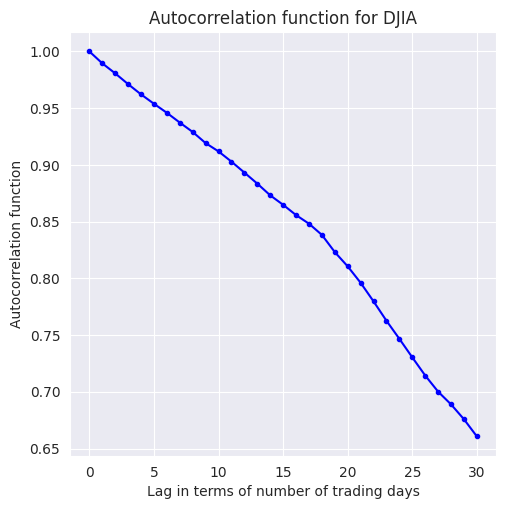 Autocorrelation function for DJIA
1.00
0.95
0.90
0.85
0.80
0.75
0.70
0.65
Autocorrelation function
0 5 10 15 20 25 30
Lag in terms of number of trading days